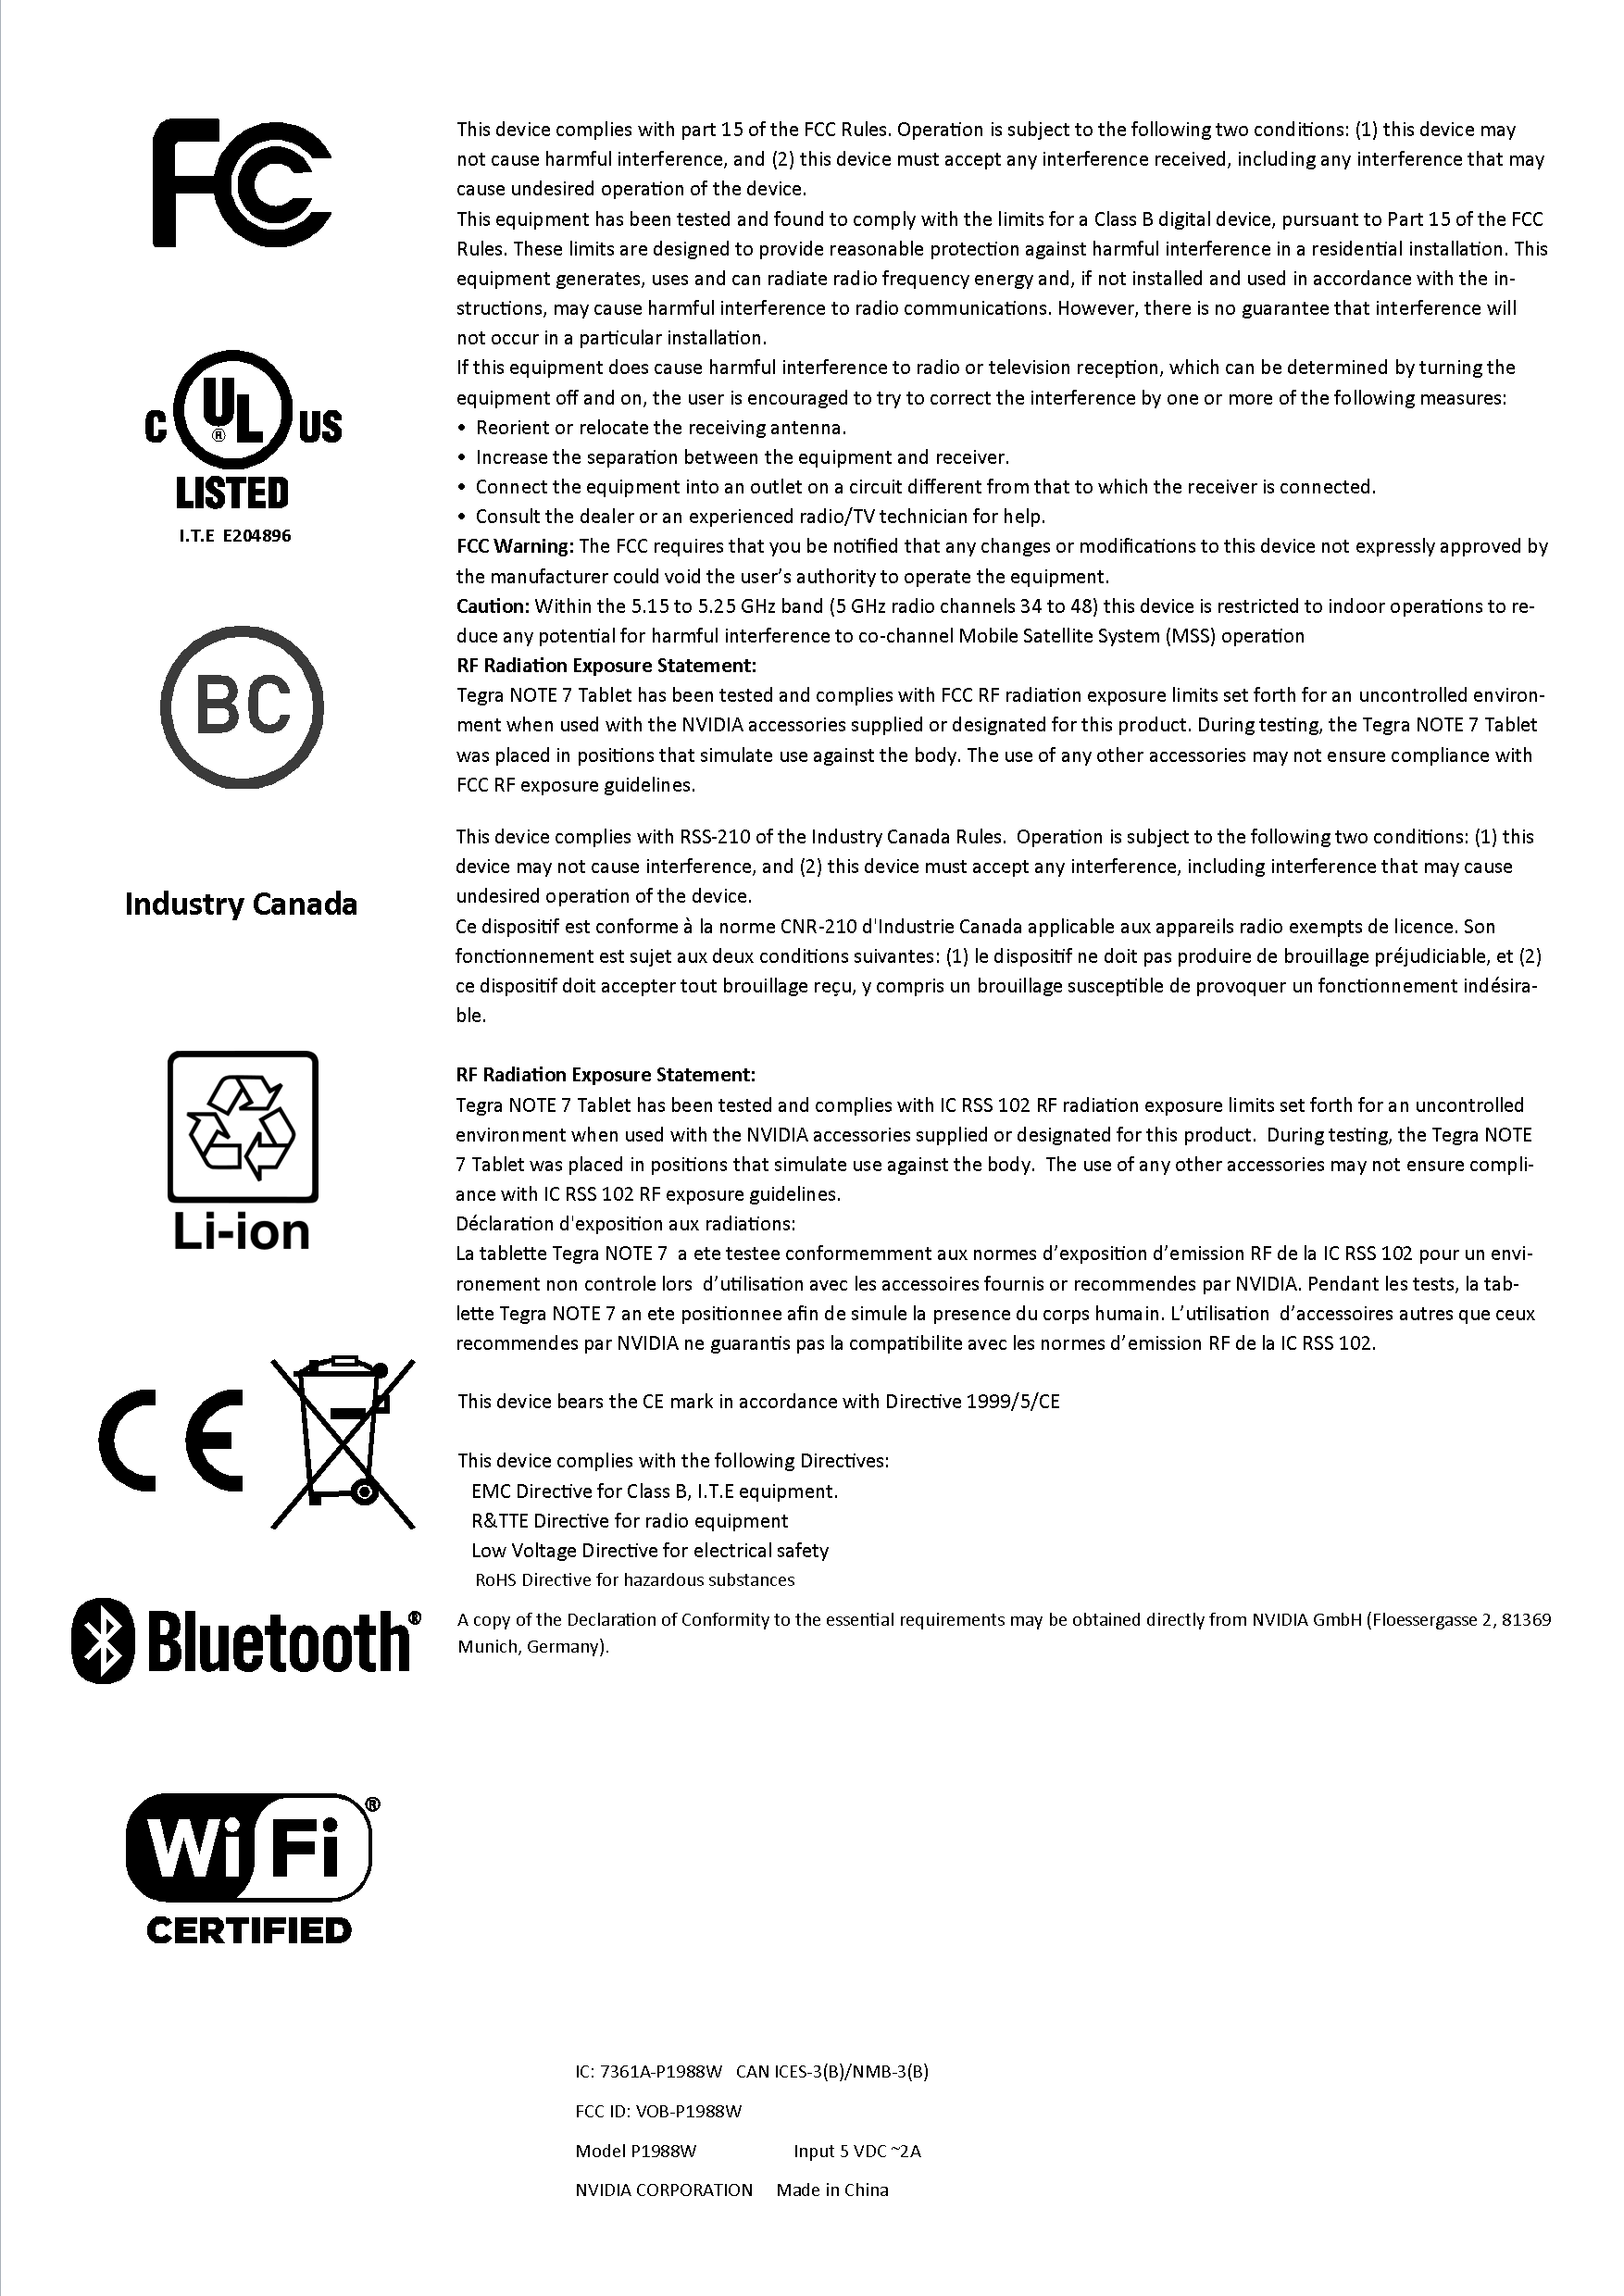 FC
This device complies with part 15 of the FCC Rules. Operation is subject to the following two conditions: (1) this device may
not cause harmful interference, and (2) this device must accept any interference received, including any interference that may
cause undesired operation of the device.
This equipment has been tested and found to comply with the limits for a Class B digital device, pursuant to Part 15 of the FCC
Rules. These limits are designed to provide reasonable protection against harmful interference in a residential installation. This
equipment generates, uses and can radiate radio frequency energy and, if not installed and used in accordance with the in-
structions, may cause harmful interference to radio communications. However, there is no guarantee that interference will
not occur in a particular installation.
If this equipment does cause harmful interference to radio or television reception, which can be determined by turning the
equipment off and on, the user is encouraged to try to correct the interference by one or more of the following measures:
• Reorient or relocate the receiving antenna.
• Increase the separation between the equipment and receiver.
• Connect the equipment into an outlet on a circuit different from that to which the receiver is connected.
• Consult the dealer or an experienced radio/TV technician for help.
FCC Warning: The FCC requires that you be notified that any changes or modifications to this device not expressly approved by
the manufacturer could void the user’s authority to operate the equipment.
Caution: Within the 5.15 to 5.25 GHz band (5 GHz radio channels 34 to 48) this device is restricted to indoor operations to re-
duce any potential for harmful interference to co-channel Mobile Satellite System (MSS) operation
RF Radiation Exposure Statement:
Tegra NOTE 7 Tablet has been tested and complies with FCC RF radiation exposure limits set forth for an uncontrolled environ-
ment when used with the NVIDIA accessories supplied or designated for this product. During testing, the Tegra NOTE 7 Tablet
was placed in positions that simulate use against the body. The use of any other accessories may not ensure compliance with
FCC RF exposure guidelines.
C UL® US
LISTED
I.T.E E204896
BC
Industry Canada
This device complies with RSS-210 of the Industry Canada Rules.  Operation is subject to the following two conditions: (1) this
device may not cause interference, and (2) this device must accept any interference, including interference that may cause
undesired operation of the device.
Ce dispositif est conforme à la norme CNR-210 d'Industrie Canada applicable aux appareils radio exempts de licence. Son
fonctionnement est sujet aux deux conditions suivantes: (1) le dispositif ne doit pas produire de brouillage préjudiciable, et (2)
ce dispositif doit accepter tout brouillage reçu, y compris un brouillage susceptible de provoquer un fonctionnement indésira-
ble.
RF Radiation Exposure Statement:
Tegra NOTE 7 Tablet has been tested and complies with IC RSS 102 RF radiation exposure limits set forth for an uncontrolled
environment when used with the NVIDIA accessories supplied or designated for this product.  During testing, the Tegra NOTE
7 Tablet was placed in positions that simulate use against the body.  The use of any other accessories may not ensure compli-
ance with IC RSS 102 RF exposure guidelines.
Déclaration d'exposition aux radiations:
La tablette Tegra NOTE 7  a ete testee conformemment aux normes d’exposition d’emission RF de la IC RSS 102 pour un envi-
ronement non controle lors  d’utilisation avec les accessoires fournis or recommendes par NVIDIA. Pendant les tests, la tab-
lette Tegra NOTE 7 an ete positionnee afin de simule la presence du corps humain. L’utilisation  d’accessoires autres que ceux
recommendes par NVIDIA ne guarantis pas la compatibilite avec les normes d’emission RF de la IC RSS 102.
Li-ion
CE
This device bears the CE mark in accordance with Directive 1999/5/CE
This device complies with the following Directives:
EMC Directive for Class B, I.T.E equipment.
R&TTE Directive for radio equipment
Low Voltage Directive for electrical safety
RoHS Directive for hazardous substances
A copy of the Declaration of Conformity to the essential requirements may be obtained directly from NVIDIA GmbH (Floessergasse 2, 81369
Munich, Germany).
Bluetooth®
Wi Fi®
CERTIFIED
IC: 7361A-P1988W   CAN ICES-3(B)/NMB-3(B)
FCC ID: VOB-P1988W
Model P1988W   Input 5 VDC ~2A
NVIDIA CORPORATION   Made in China